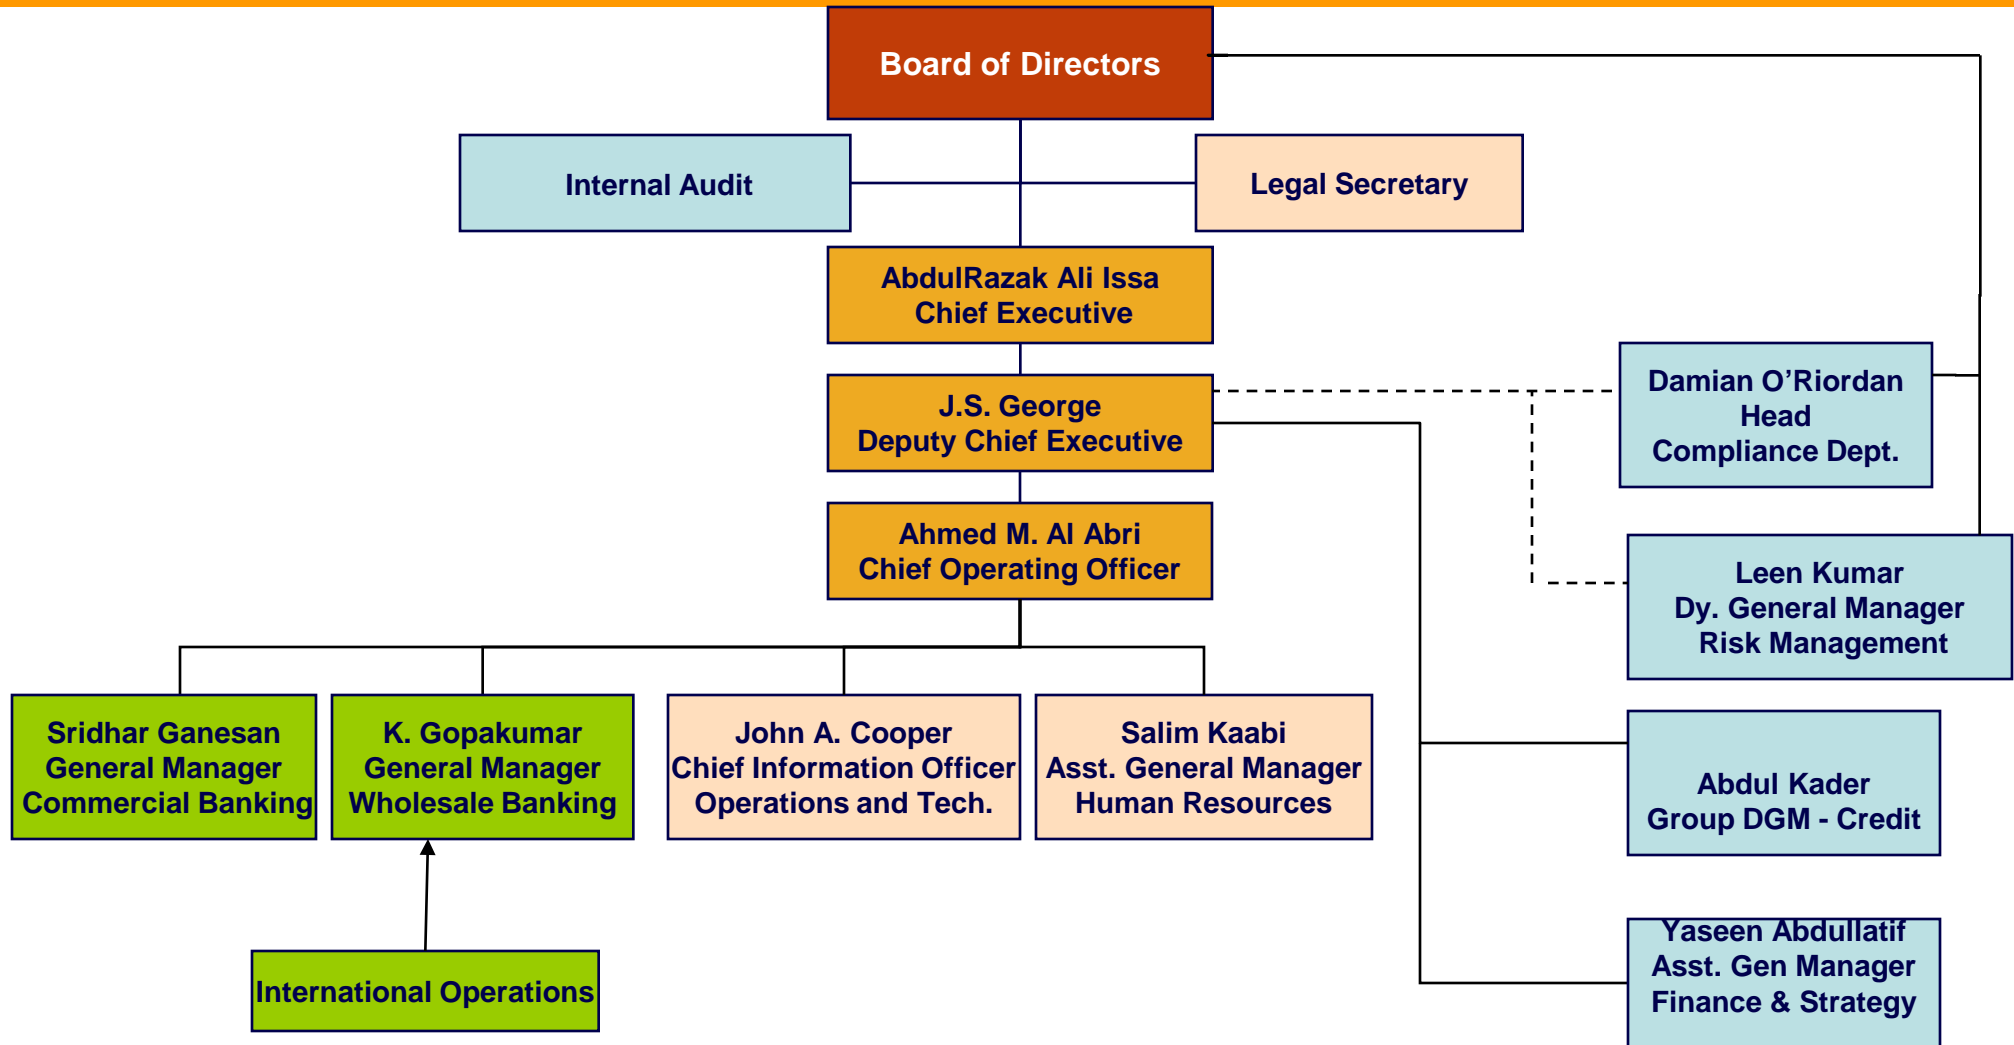 Board of Directors
Internal Audit
Legal Secretary
AbdulRazak Ali Issa
Chief Executive
J.S. George
Deputy Chief Executive
Ahmed M. Al Abri
Chief Operating Officer
Damian O’Riordan
Head
Compliance Dept.
Leen Kumar
Dy. General Manager
Risk Management
Sridhar Ganesan
General Manager
Commercial Banking
K. Gopakumar
General Manager
Wholesale Banking
John A. Cooper
Chief Information Officer
Operations and Tech.
Salim Kaabi
Asst. General Manager
Human Resources
Abdul Kader
Group DGM - Credit
International Operations
Yaseen Abdullatif
Asst. Gen Manager
Finance & Strategy